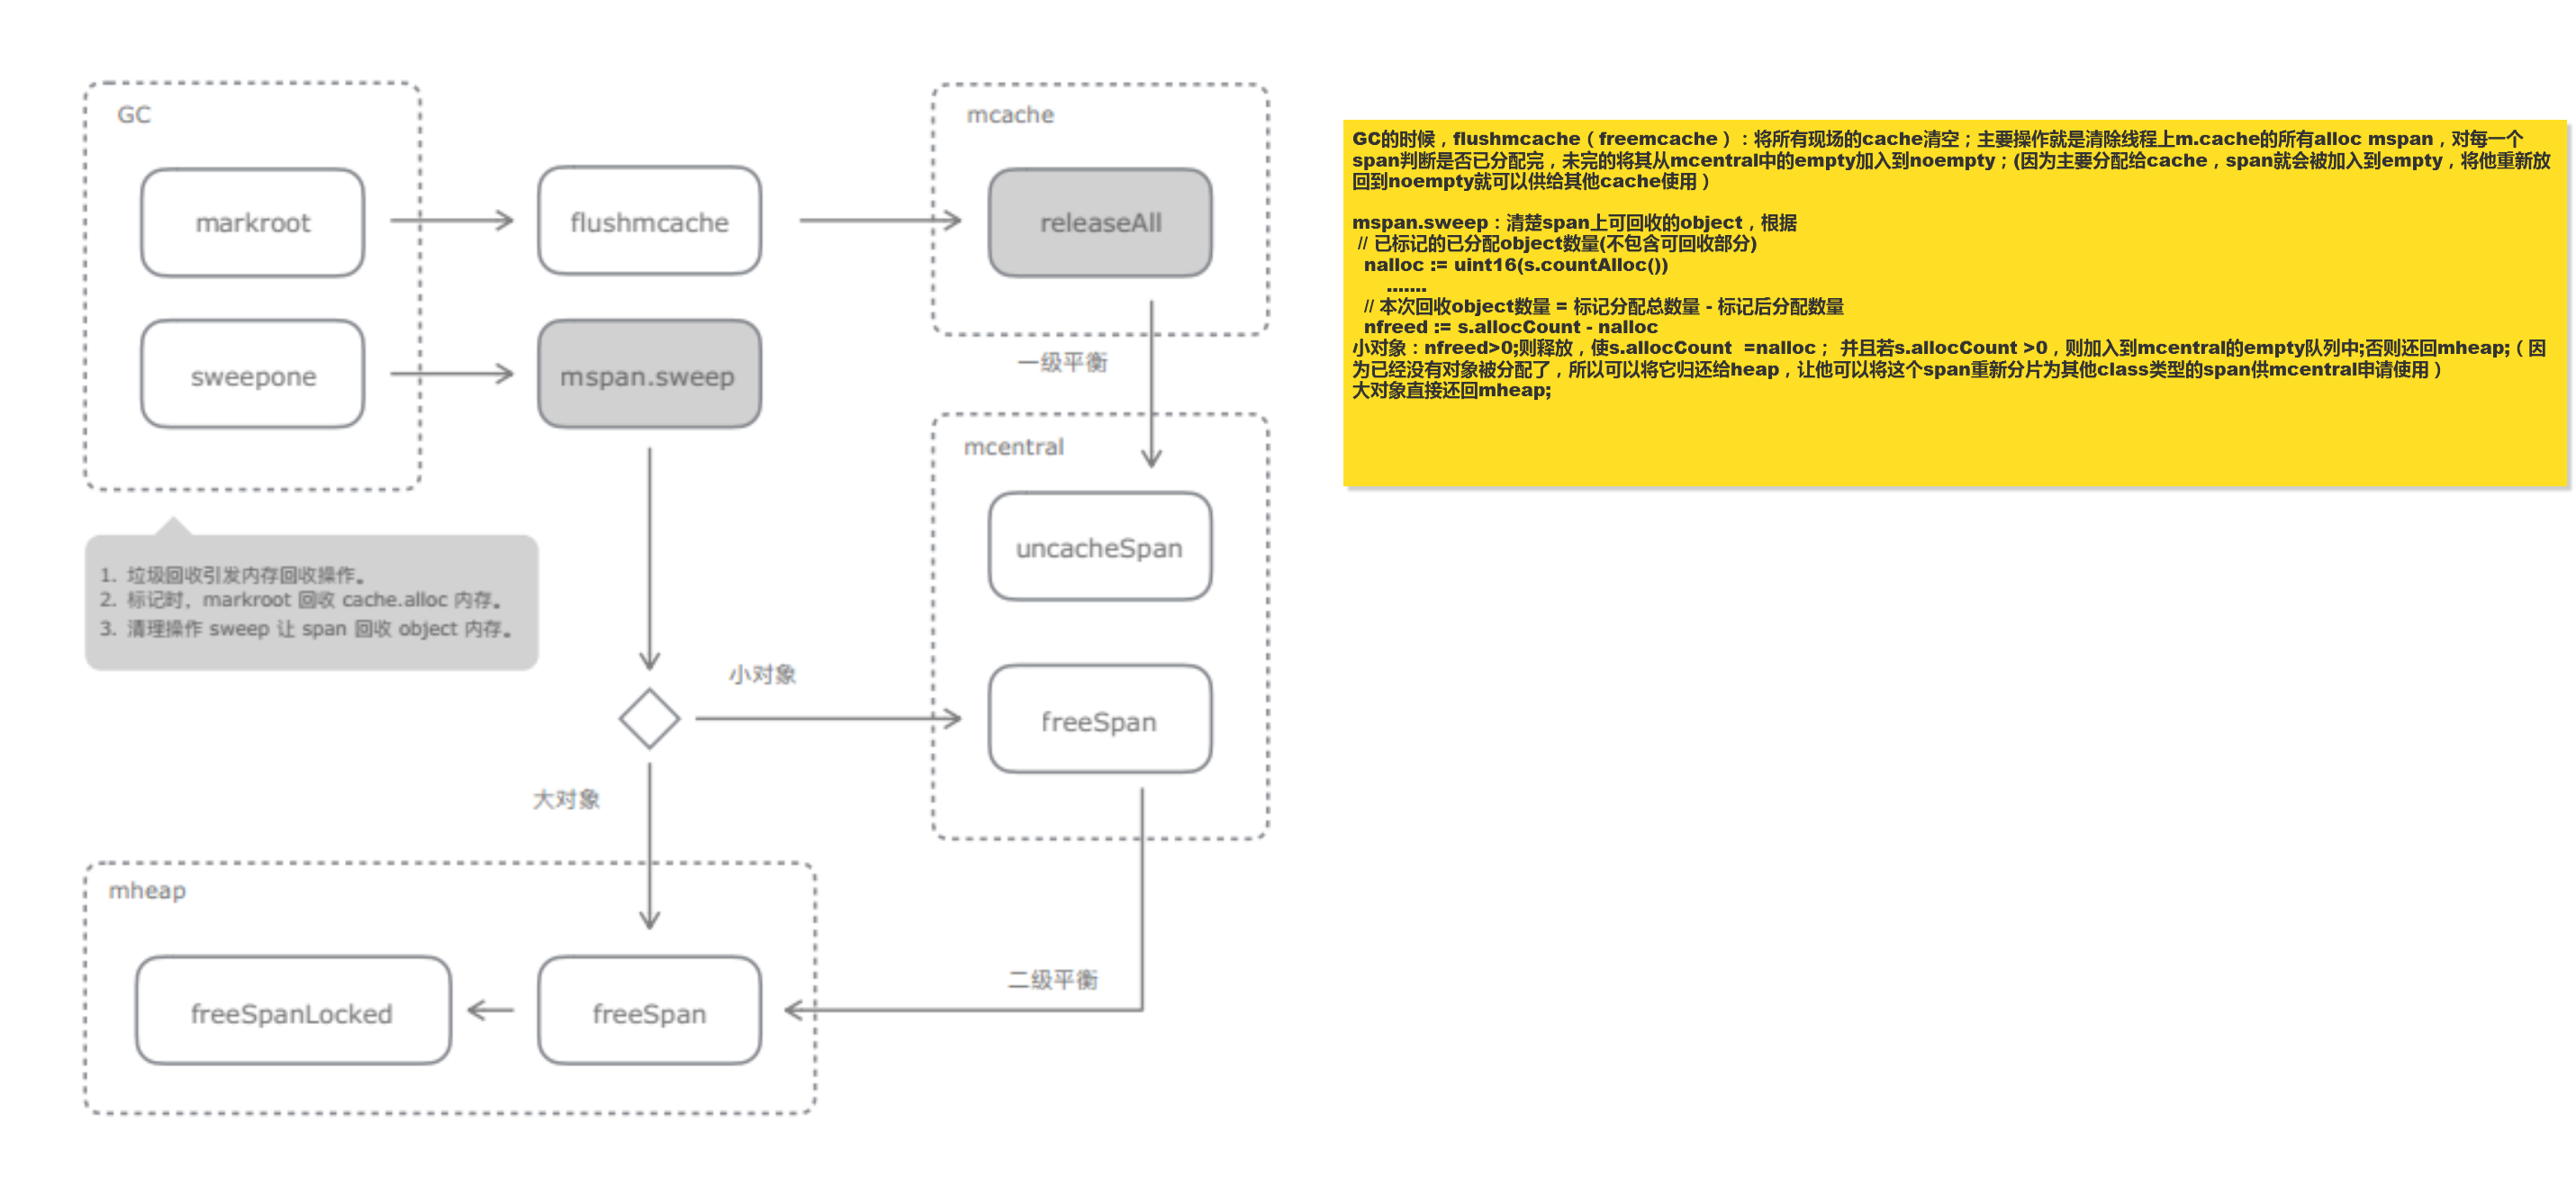 GC
markroot
flushmcache
mcache
releaseAll
sweepone
mspan.sweep
一级平衡
mcentral
uncacheSpan
freeSpan
1. 垃圾回收引发内存回收操作。
2. 标记时，markroot 回收 cache.alloc 内存。
3. 清理操作 sweep 让 span 回收 object 内存。
小对象
大对象
mheap
freeSpanLocked
freeSpan
二级平衡
GC的时候，flushmcache（freemcache）：将所有现场的cache清空；主要操作就是清除线程上m.cache的所有alloc mspan，对每一个
span判断是否已分配完，未完的将其从mcentral中的empty加入到noempty；(因为主要分配给cache，span就会被加入到empty，将他重新放
回到noempty就可以供给其他cache使用）
mspan.sweep：清楚span上可回收的object，根据
// 已标记的已分配object数量(不包含可回收部分)
nalloc := uint16(s.countAlloc())
.......
// 本次回收object数量 = 标记分配总数量 - 标记后分配数量
nfreed := s.allocCount - nalloc
小对象：nfreed>0;则释放，使s.allocCount =nalloc； 并且若s.allocCount >0，则加入到mcentral的empty队列中;否则还回mheap;（因
为已经没有对象被分配了，所以可以将它归还给heap，让他可以将这个span重新分片为其他class类型的span供mcentral申请使用）
大对象直接还回mheap;